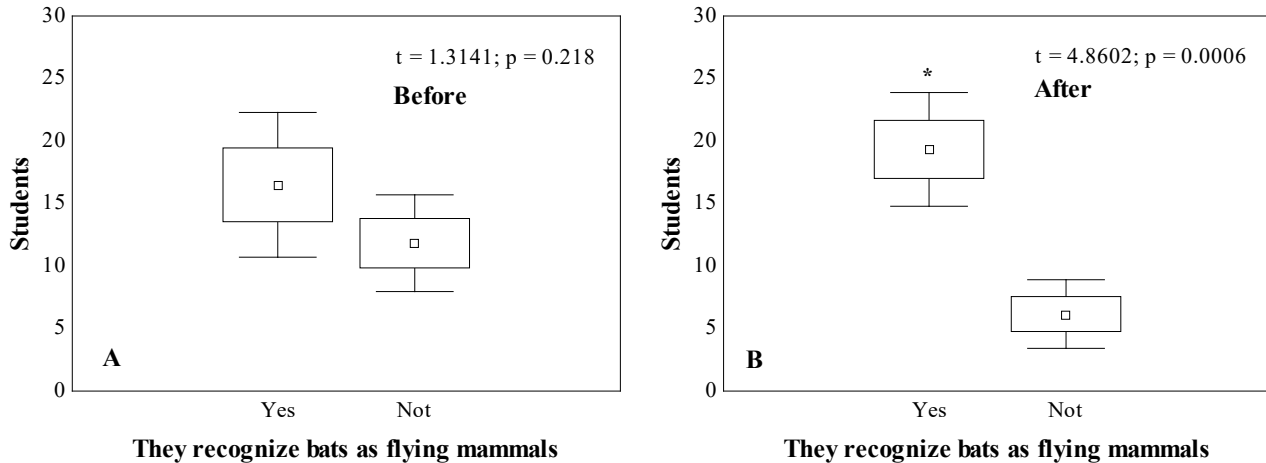 30
25
20
15
10
5
0
Students
t = 1.3141; p = 0.218
Before
A
Yes Not
They recognize bats as flying mammals
30
25
20
15
10
5
0
Students
t = 4.8602; p = 0.0006
*
After
B
Yes Not
They recognize bats as flying mammals